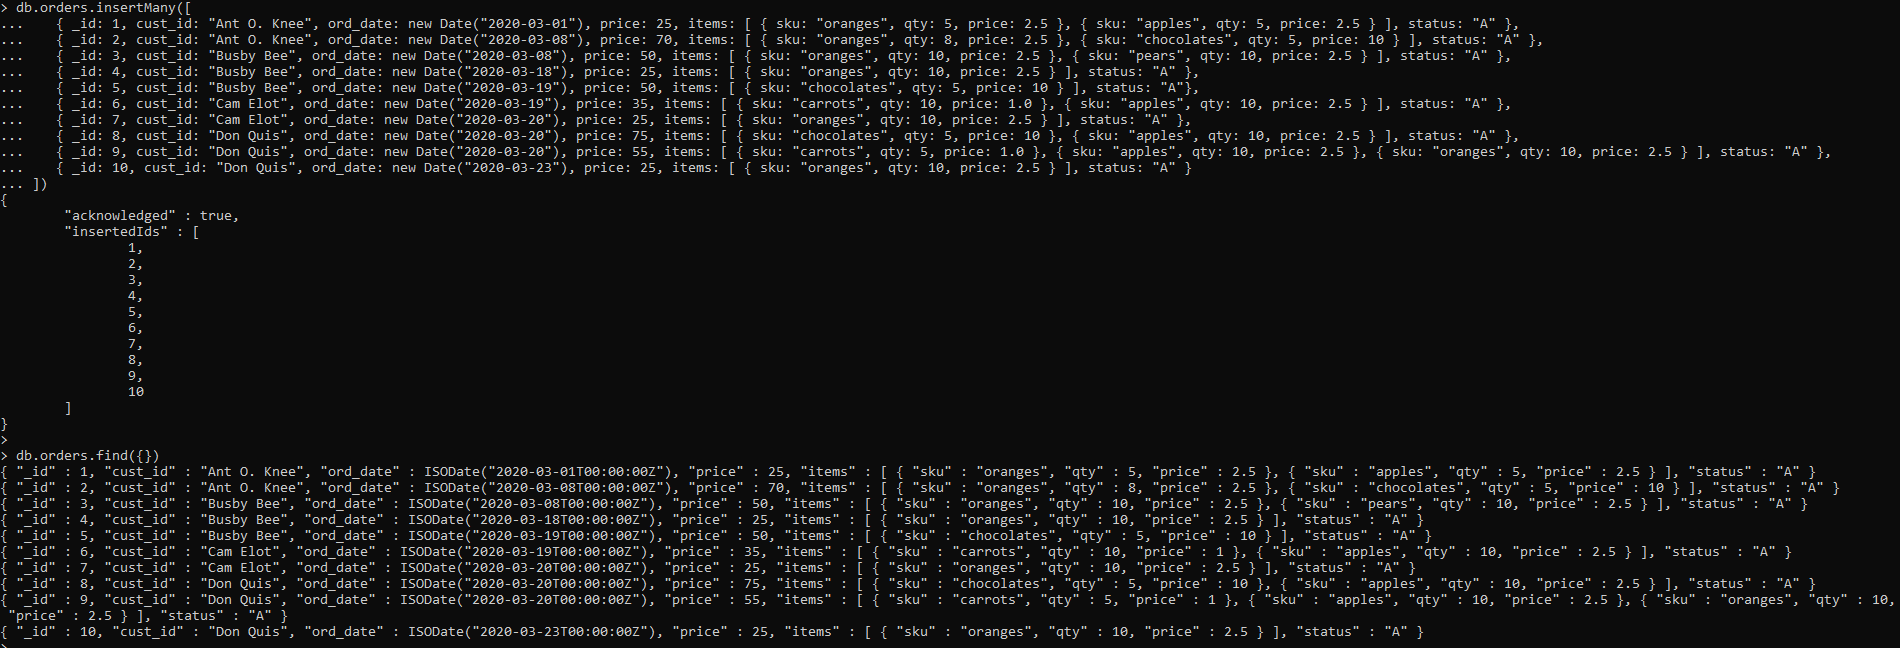 > db.orders.insertMany([
...    { _id: 1, cust_id: "Ant O. Knee", ord_date: new Date("2020-03-01"), price: 25, items: [ { sku: "oranges", qty: 5, price: 2.5 }, { sku: "apples", qty: 5, price: 2.5 } ], status: "A" },
...    { _id: 2, cust_id: "Ant O. Knee", ord_date: new Date("2020-03-08"), price: 70, items: [ { sku: "oranges", qty: 8, price: 2.5 }, { sku: "chocolates", qty: 5, price: 10 } ], status: "A" },
...    { _id: 3, cust_id: "Busby Bee", ord_date: new Date("2020-03-08"), price: 50, items: [ { sku: "oranges", qty: 10, price: 2.5 }, { sku: "pears", qty: 10, price: 2.5 } ], status: "A" },
...    { _id: 4, cust_id: "Busby Bee", ord_date: new Date("2020-03-18"), price: 25, items: [ { sku: "oranges", qty: 10, price: 2.5 } ], status: "A" },
...    { _id: 5, cust_id: "Busby Bee", ord_date: new Date("2020-03-19"), price: 50, items: [ { sku: "chocolates", qty: 5, price: 10 } ], status: "A"},
...    { _id: 6, cust_id: "Cam Elot", ord_date: new Date("2020-03-19"), price: 35, items: [ { sku: "carrots", qty: 10, price: 1.0 }, { sku: "apples", qty: 10, price: 2.5 } ], status: "A" },
...    { _id: 7, cust_id: "Cam Elot", ord_date: new Date("2020-03-20"), price: 25, items: [ { sku: "oranges", qty: 10, price: 2.5 } ], status: "A" },
...    { _id: 8, cust_id: "Don Quis", ord_date: new Date("2020-03-20"), price: 75, items: [ { sku: "chocolates", qty: 5, price: 10 }, { sku: "apples", qty: 10, price: 2.5 } ], status: "A" },
...    { _id: 9, cust_id: "Don Quis", ord_date: new Date("2020-03-20"), price: 55, items: [ { sku: "carrots", qty: 5, price: 1.0 }, { sku: "apples", qty: 10, price: 2.5 }, { sku: "oranges", qty: 10, price: 2.5 } ], status: "A" },
...    { _id: 10, cust_id: "Don Quis", ord_date: new Date("2020-03-23"), price: 25, items: [ { sku: "oranges", qty: 10, price: 2.5 } ], status: "A" }
... ])
{
        "acknowledged" : true,
        "insertedIds" : [
                1,
                2,
                3,
                4,
                5,
                6,
                7,
                8,
                9,
                10
        ]
}
>
> db.orders.find({})
{ "_id" : 1, "cust_id" : "Ant O. Knee", "ord_date" : ISODate("2020-03-01T00:00:00Z"), "price" : 25, "items" : [ { "sku" : "oranges", "qty" : 5, "price" : 2.5 }, { "sku" : "apples", "qty" : 5, "price" : 2.5 } ], "status" : "A" }
{ "_id" : 2, "cust_id" : "Ant O. Knee", "ord_date" : ISODate("2020-03-08T00:00:00Z"), "price" : 70, "items" : [ { "sku" : "oranges", "qty" : 8, "price" : 2.5 }, { "sku" : "chocolates", "qty" : 5, "price" : 10 } ], "status" : "A" }
{ "_id" : 3, "cust_id" : "Busby Bee", "ord_date" : ISODate("2020-03-08T00:00:00Z"), "price" : 50, "items" : [ { "sku" : "oranges", "qty" : 10, "price" : 2.5 }, { "sku" : "pears", "qty" : 10, "price" : 2.5 } ], "status" : "A" }
{ "_id" : 4, "cust_id" : "Busby Bee", "ord_date" : ISODate("2020-03-18T00:00:00Z"), "price" : 25, "items" : [ { "sku" : "oranges", "qty" : 10, "price" : 2.5 } ], "status" : "A" }
{ "_id" : 5, "cust_id" : "Busby Bee", "ord_date" : ISODate("2020-03-19T00:00:00Z"), "price" : 50, "items" : [ { "sku" : "chocolates", "qty" : 5, "price" : 10 } ], "status" : "A" }
{ "_id" : 6, "cust_id" : "Cam Elot", "ord_date" : ISODate("2020-03-19T00:00:00Z"), "price" : 35, "items" : [ { "sku" : "carrots", "qty" : 10, "price" : 1 }, { "sku" : "apples", "qty" : 10, "price" : 2.5 } ], "status" : "A" }
{ "_id" : 7, "cust_id" : "Cam Elot", "ord_date" : ISODate("2020-03-20T00:00:00Z"), "price" : 25, "items" : [ { "sku" : "oranges", "qty" : 10, "price" : 2.5 } ], "status" : "A" }
{ "_id" : 8, "cust_id" : "Don Quis", "ord_date" : ISODate("2020-03-20T00:00:00Z"), "price" : 75, "items" : [ { "sku" : "chocolates", "qty" : 5, "price" : 10 }, { "sku" : "apples", "qty" : 10, "price" : 2.5 } ], "status" : "A" }
{ "_id" : 9, "cust_id" : "Don Quis", "ord_date" : ISODate("2020-03-20T00:00:00Z"), "price" : 55, "items" : [ { "sku" : "carrots", "qty" : 5, "price" : 1 }, { "sku" : "apples", "qty" : 10, "price" : 2.5 }, { "sku" : "oranges", "qty" : 10,
 "price" : 2.5 } ], "status" : "A" }
{ "_id" : 10, "cust_id" : "Don Quis", "ord_date" : ISODate("2020-03-23T00:00:00Z"), "price" : 25, "items" : [ { "sku" : "oranges", "qty" : 10, "price" : 2.5 } ], "status" : "A" }